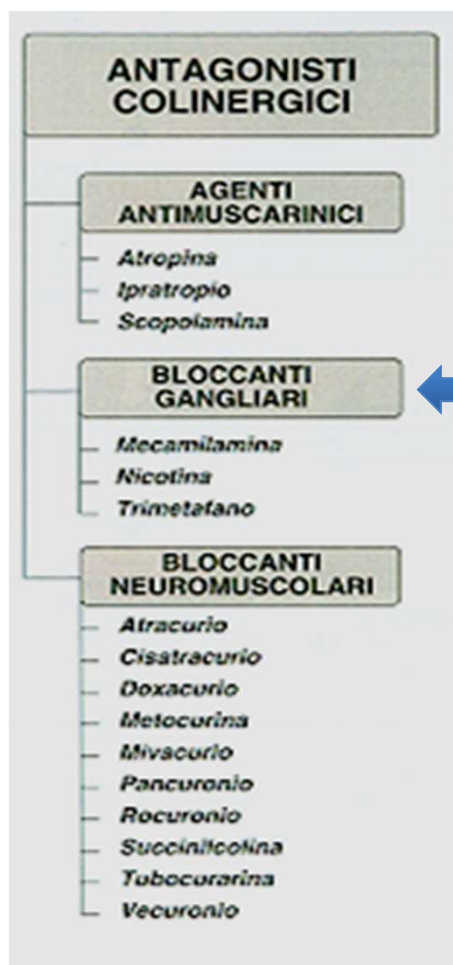 ANTAGONISTI
COLINERGICI
AGENTI
ANTIMUSCARINICI
Atropina
Ipratropio
Scopolamina
BLOCCANTI
GANGLIARI
Mecamilamina
Nicotina
Trimetafano
BLOCCANTI
NEUROMUSCOLARI
Atracurio
Cisatracurio
Doxacurio
Metocurina
Mivacurio
Pancuronio
Rocuronio
Succinilcolina
Tubocurarina
Vecuronio